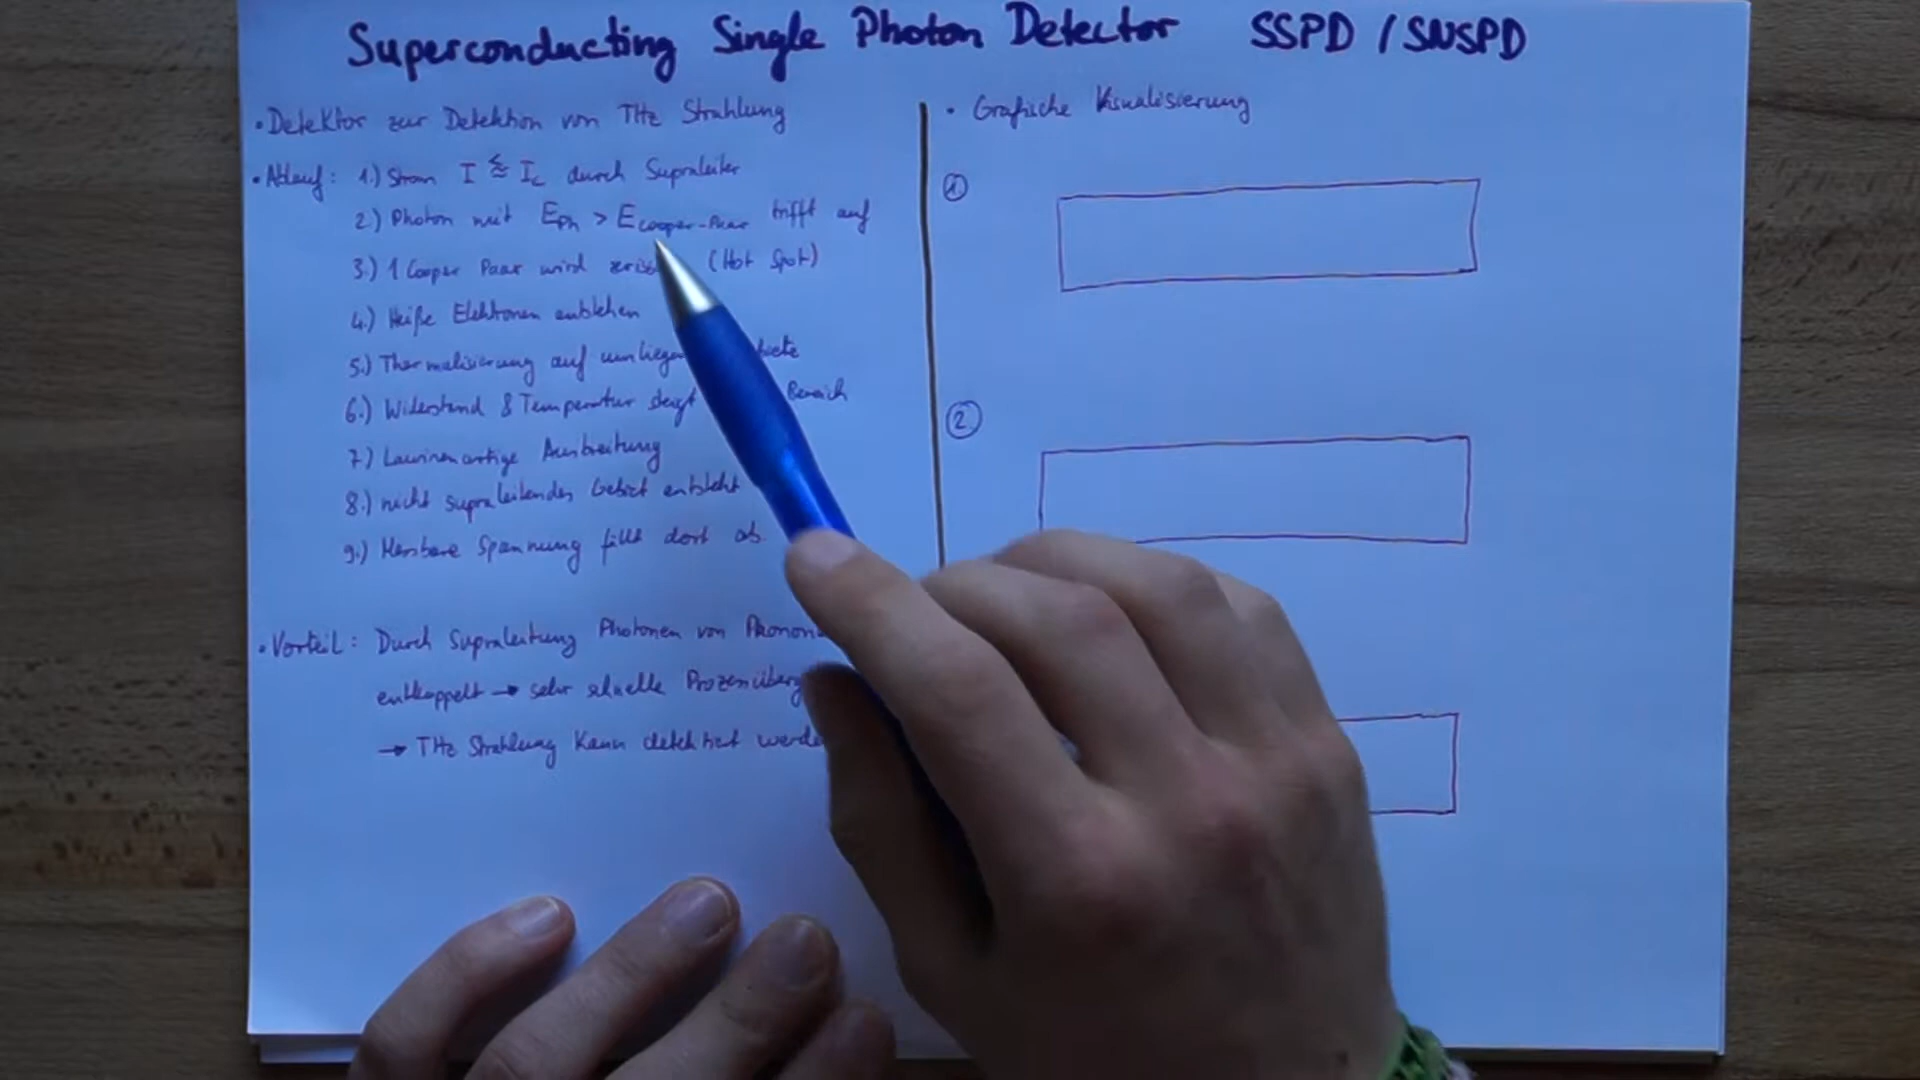 Superconducting Single Photon Detector SSPD / SNSPD
• Detektor zur Detektion von THz Strahlung
• Ablauf: 1.) Strom I ⪅ Ic durch Supraleiter
2.) Photon mit EPh > ECooper-Paar trifft auf
3.) 1 Cooper Paar wird (Hot Spot)
4.) Heiße Elektronen entstehen
5.) Thermalisierung auf
6.) Widerstand & Temperatur steigt Bereich
7.) Lawinenartige Ausbreitung
8.) nicht supraleitendes Gebiet entsteht
9.) Messbare Spannung fällt dort ab.
• Vorteil: Durch Supraleitung Photonen von
entkoppelt → sehr schnelle
→ THz Strahlung kann detektiert
• Grafische Visualisierung
①
②